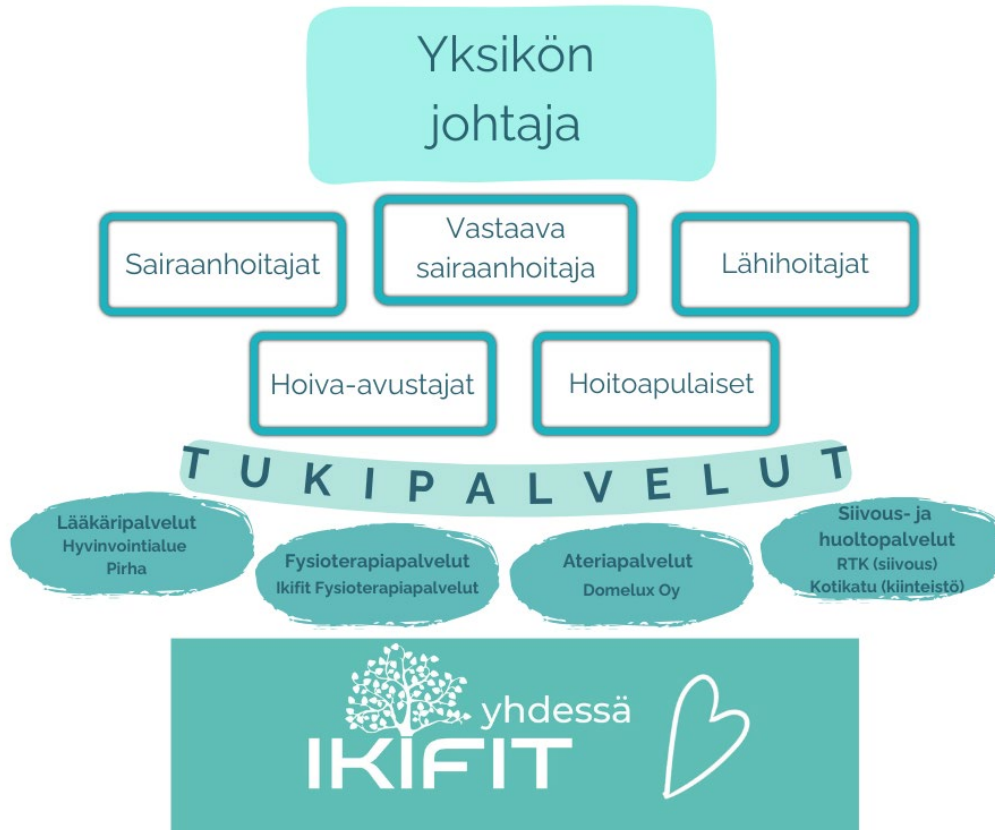 Yksikön
johtaja
Sairaanhoitajat
Vastaava
sairaanhoitaja
Lähihoitajat
Hoiva-avustajat
Hoitoapulaiset
TUKIPALVELUT
Lääkäripalvelut
Hyvinvointialue
Pirha
Fysioterapiapalvelut
Ikifit Fysioterapiapalvelut
Ateriapalvelut
Domelux Oy
Siivous- ja
huoltopalvelut
RTK (siivous)
Kotikatu (kiinteistö)
yhdessä
IKIFIT